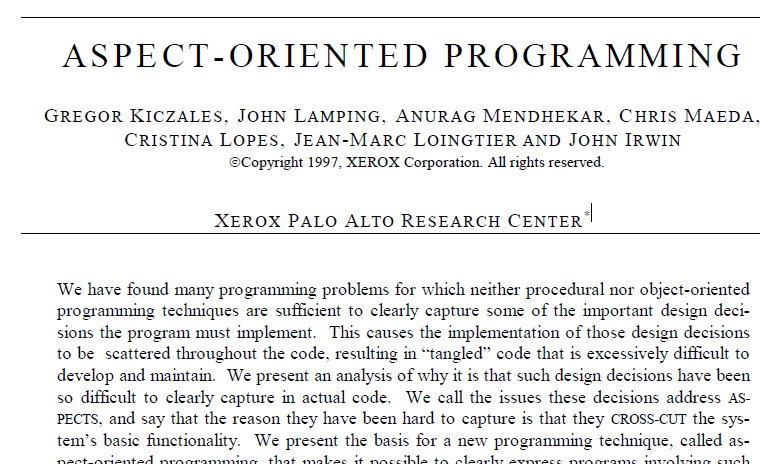 ASPECT-ORIENTED PROGRAMMING
GREGOR KICZALES, JOHN LAMPING, ANURAG MENDHEKAR, CHRIS MAEDA,
CRISTINA LOPES, JEAN-MARC LOINGTIER AND JOHN IRWIN
©Copyright 1997, XEROX Corporation. All rights reserved.
XEROX PALO ALTO RESEARCH CENTER*
We have found many programming problems for which neither procedural nor object-oriented
programming techniques are sufficient to clearly capture some of the important design deci-
sions the program must implement. This causes the implementation of those design decisions
to be scattered throughout the code, resulting in “tangled” code that is excessively difficult to
develop and maintain. We present an analysis of why it is that such design decisions have been
so difficult to clearly capture in actual code. We call the issues these decisions address AS-
PECTS, and say that the reason they have been hard to capture is that they CROSS-CUT the sys-
tem’s basic functionality. We present the basis for a new programming technique, called as-
pect-oriented programming, that makes it possible to clearly express programs involving such